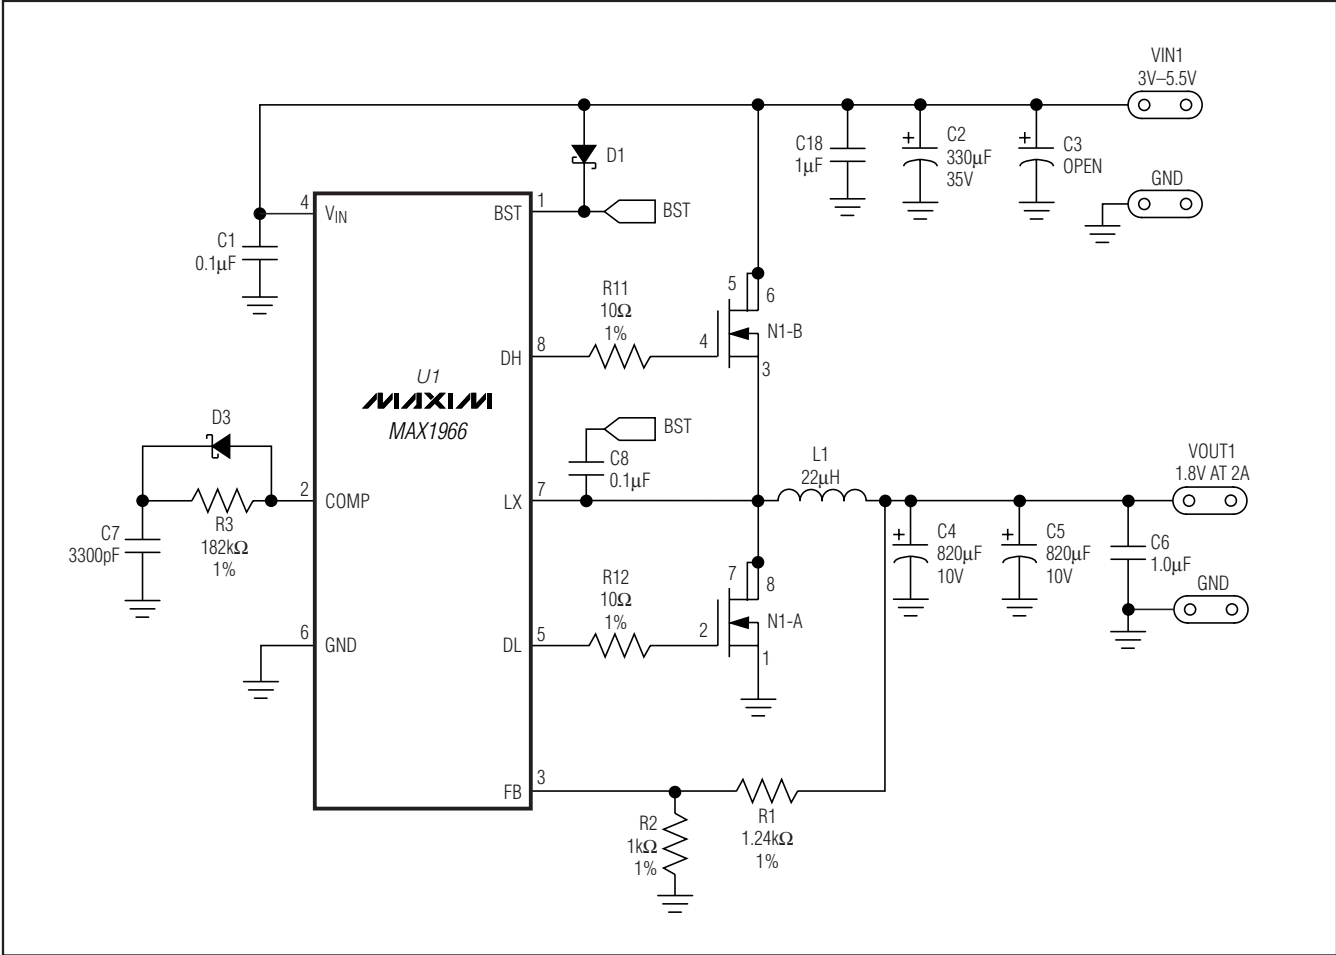 VIN1
3V–5.5V
C18
1µF
+
C2
330µF
35V
+
C3
OPEN
GND
D1
BST
4
VIN
1
BST
C1
0.1µF
R11
10Ω
1%
5
6
4
N1-B
3
8
DH
U1
MAXIM
MAX1966
D3
BST
C8
0.1µF
L1
22µH
VOUT1
1.8V AT 2A
2
COMP
7
LX
R3
182kΩ
1%
C7
3300pF
+
C4
820µF
10V
+
C5
820µF
10V
C6
1.0µF
GND
R12
10Ω
1%
7
8
2
N1-A
1
6
GND
5
DL
3
FB
R2
1kΩ
1%
R1
1.24kΩ
1%